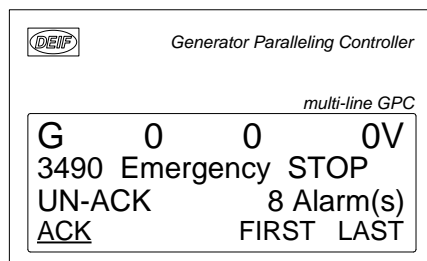 DEIF
Generator Paralleling Controller
multi-line GPC
G 0 0 0V
3490 Emergency STOP
UN-ACK 8 Alarm(s)
ACK FIRST LAST